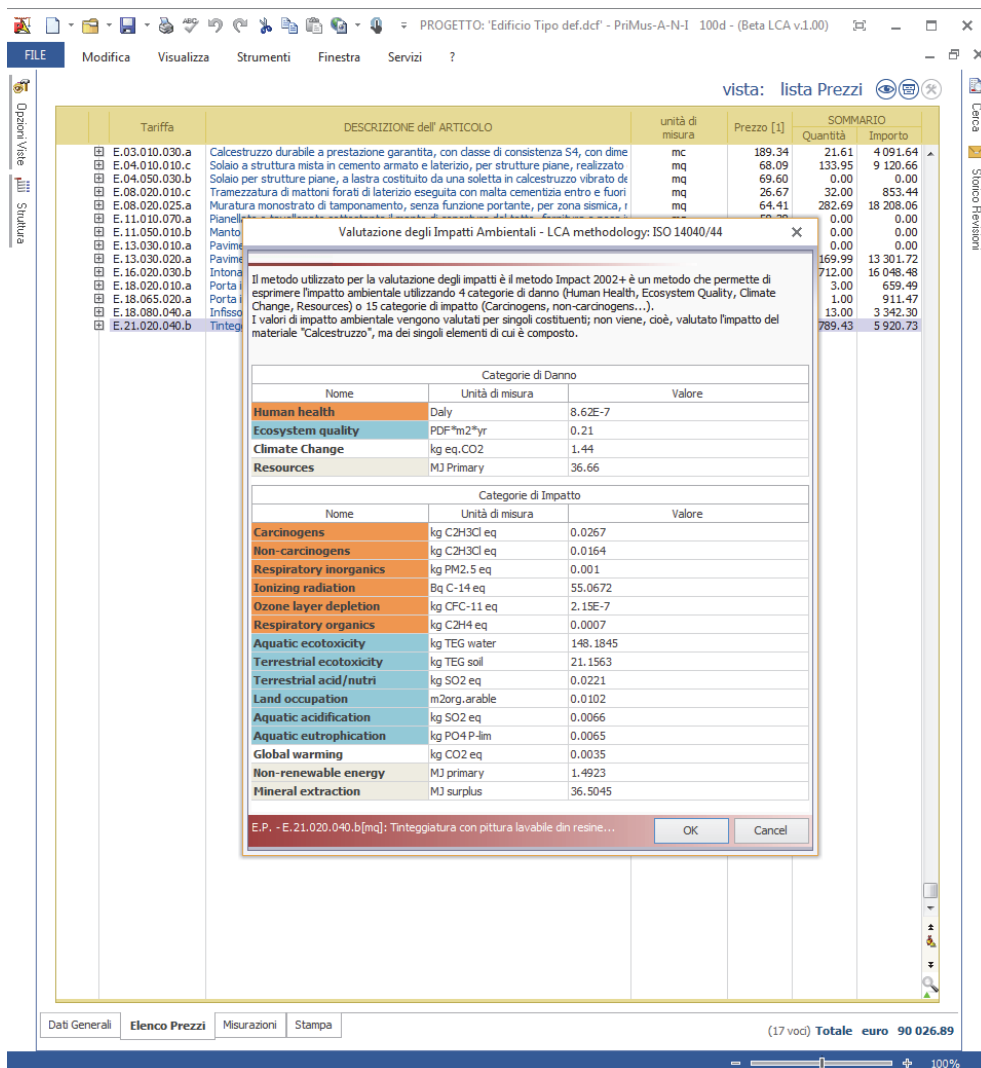 PROGETTO: 'Edificio Tipo def.dcf' - PriMus-A-N-I 100d - (Beta LCA v.1.00)
FILE Modifica Visualizza Strumenti Finestra Servizi ?
Opzioni Viste
Struttura
Cerca
Storico Revisioni
vista: lista Prezzi
Tariffa DESCRIZIONE dell' ARTICOLO unità di misura Prezzo [1] SOMMARIO
Quantità Importo
E.03.010.030.a Calcestruzzo durabile a prestazione garantita, con classe di consistenza S4, con dime mc 189.34 21.61 4 091.64
E.04.010.010.c Solaio a struttura mista in cemento armato e laterizio, per strutture piane, realizzato mq 68.09 133.95 9 120.66
E.04.050.030.b Solaio per strutture piane, a lastra costituito da una soletta in calcestruzzo vibrato de mq 69.60 0.00 0.00
E.08.020.010.c Tramezzatura di mattoni forati di laterizio eseguita con malta cementizia entro e fuori mq 26.67 32.00 853.44
E.08.020.025.a Muratura monostrato di tamponamento, senza funzione portante, per zona sismica, r mq 64.41 282.69 18 208.06
E.11.010.070.a 0.00 0.00
E.11.050.010.b Manto 0.00 0.00
E.13.030.010.a Pavime 0.00 0.00
E.13.030.020.a Pavime 169.99 13 301.72
E.16.020.030.b Intona 712.00 16 048.48
E.18.020.010.a Porta i 3.00 659.49
E.18.065.020.a Porta i 1.00 911.47
E.18.080.040.a Infisso 13.00 3 342.30
E.21.020.040.b Tinteg 789.43 5 920.73
Valutazione degli Impatti Ambientali - LCA methodology: ISO 14040/44
Il metodo utilizzato per la valutazione degli impatti è il metodo Impact 2002+ è un metodo che permette di
esprimere l'impatto ambientale utilizzando 4 categorie di danno (Human Health, Ecosystem Quality, Climate
Change, Resources) o 15 categorie di impatto (Carcinogens, non-carcinogens...).
I valori di impatto ambientale vengono valutati per singoli costituenti; non viene, cioè, valutato l'impatto del
materiale "Calcestruzzo", ma dei singoli elementi di cui è composto.
Categorie di Danno
Nome Unità di misura Valore
Human health Daly 8.62E-7
Ecosystem quality PDF*m2*yr 0.21
Climate Change kg eq.CO2 1.44
Resources MJ Primary 36.66
Categorie di Impatto
Nome Unità di misura Valore
Carcinogens kg C2H3Cl eq 0.0267
Non-carcinogens kg C2H3Cl eq 0.0164
Respiratory inorganics kg PM2.5 eq 0.001
Ionizing radiation Bq C-14 eq 55.0672
Ozone layer depletion kg CFC-11 eq 2.15E-7
Respiratory organics kg C2H4 eq 0.0007
Aquatic ecotoxicity kg TEG water 148.1845
Terrestrial ecotoxicity kg TEG soil 21.1563
Terrestrial acid/nutri kg SO2 eq 0.0221
Land occupation m2org.arable 0.0102
Aquatic acidification kg SO2 eq 0.0066
Aquatic eutrophication kg PO4 P-lim 0.0065
Global warming kg CO2 eq 0.0035
Non-renewable energy MJ primary 1.4923
Mineral extraction MJ surplus 36.5045
E.P. - E.21.020.040.b[mq]: Tinteggiatura con pittura lavabile din resine... OK Cancel
Dati Generali Elenco Prezzi Misurazioni Stampa
(17 voci) Totale euro 90 026.89
100%